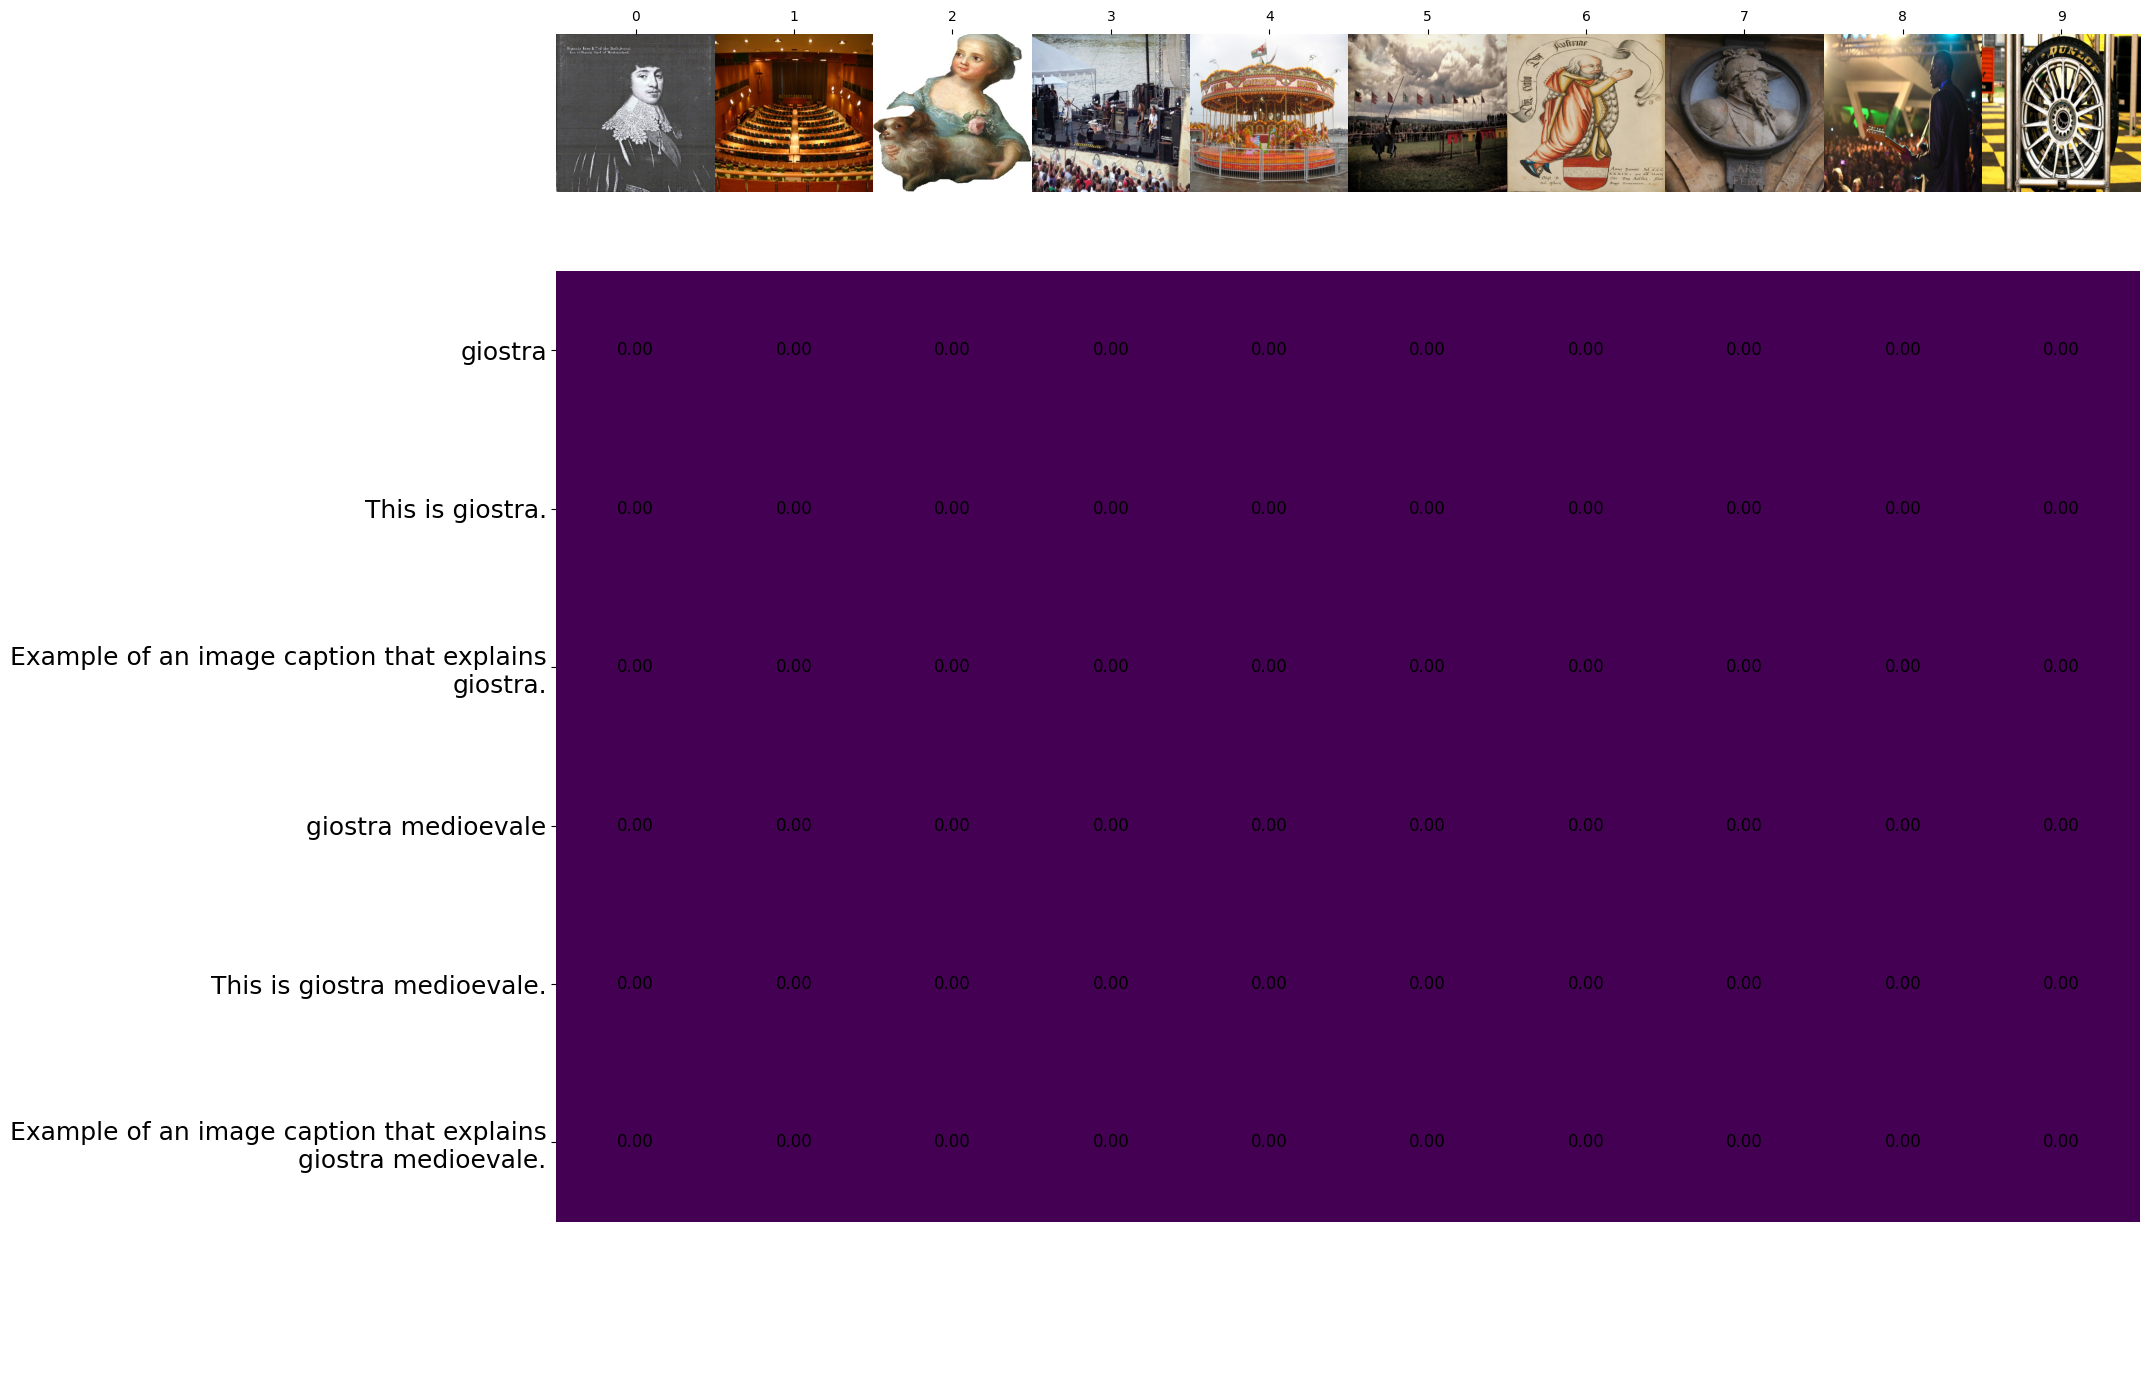 0 1 2 3 4 5 6 7 8 9
DUNLOP
giostra 0.00 0.00 0.00 0.00 0.00 0.00 0.00 0.00 0.00 0.00
This is giostra. 0.00 0.00 0.00 0.00 0.00 0.00 0.00 0.00 0.00 0.00
Example of an image caption that explains
giostra. 0.00 0.00 0.00 0.00 0.00 0.00 0.00 0.00 0.00 0.00
giostra medioevale 0.00 0.00 0.00 0.00 0.00 0.00 0.00 0.00 0.00 0.00
This is giostra medioevale. 0.00 0.00 0.00 0.00 0.00 0.00 0.00 0.00 0.00 0.00
Example of an image caption that explains
giostra medioevale. 0.00 0.00 0.00 0.00 0.00 0.00 0.00 0.00 0.00 0.00